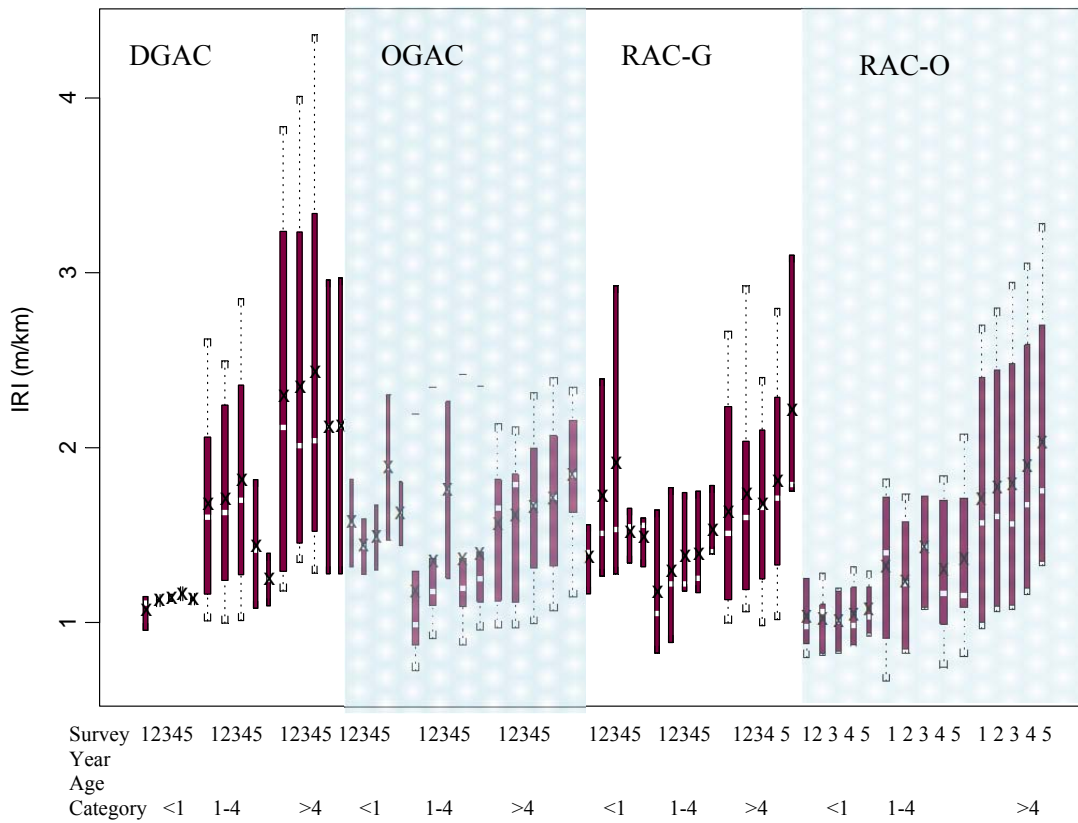 DGAC OGAC RAC-G RAC-O
4
3
2
1
IRI (m/km)
Survey 12345 12345 12345 12345 12345 12345 12345 12345 1234 5 12 3 4 5 1 2 3 4 5 1 2 3 4 5
Year
Age
Category <1 1-4 >4 <1 1-4 >4 <1 1-4 >4 <1 1-4 >4